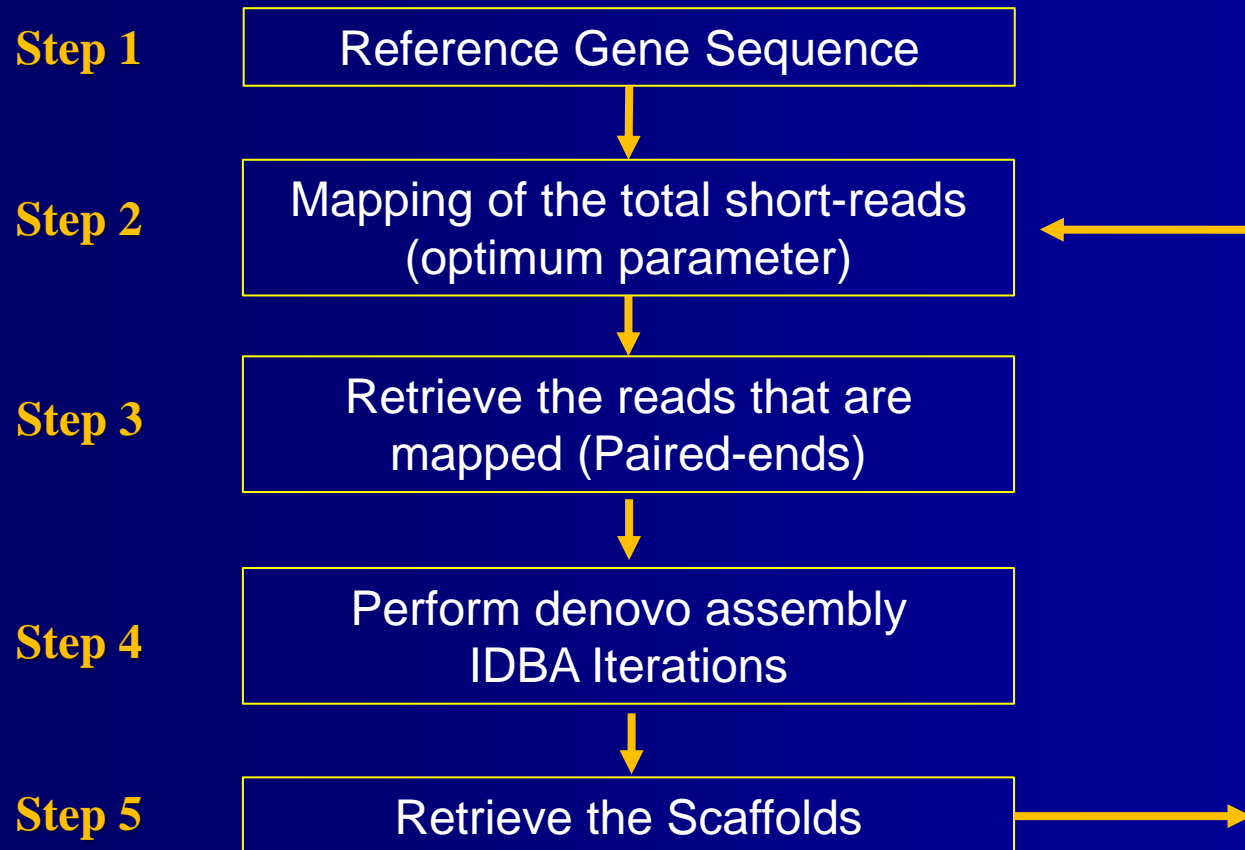 Step 1
Reference Gene Sequence
Step 2
Mapping of the total short-reads
(optimum parameter)
Step 3
Retrieve the reads that are
mapped (Paired-ends)
Step 4
Perform denovo assembly
IDBA Iterations
Step 5
Retrieve the Scaffolds